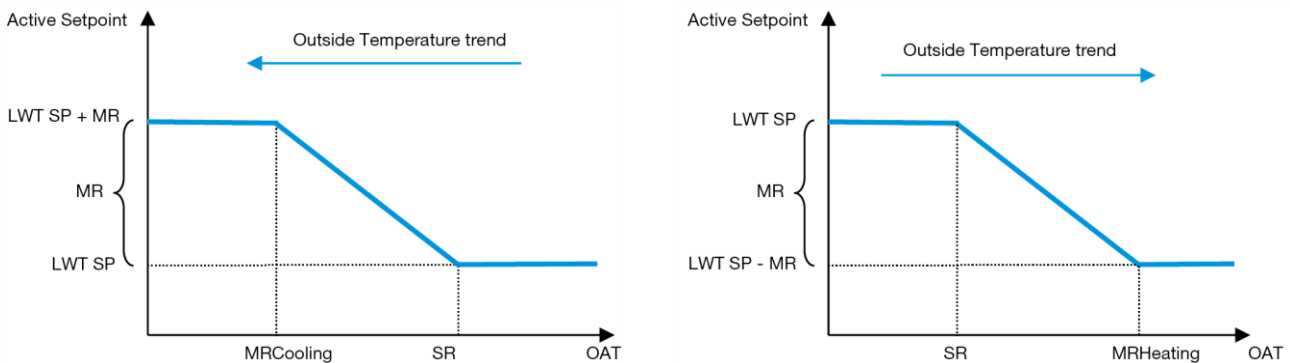 Active Setpoint
Outside Temperature trend
LWT SP + MR
MR
LWT SP
MRCooling
SR
OAT
Active Setpoint
Outside Temperature trend
LWT SP
MR
LWT SP - MR
SR
MRHeating
OAT